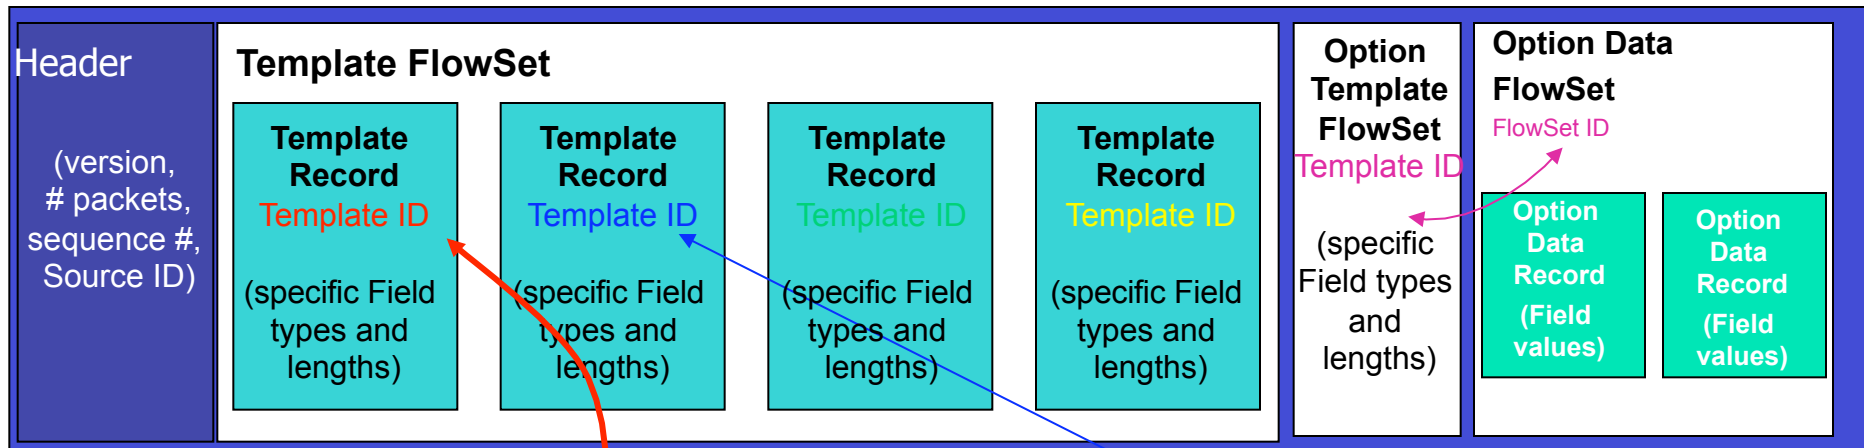 Header
(version,
# packets,
sequence #,
Source ID)
Template FlowSet
Template
Record
Template ID
(specific Field
types and
lengths)
Template
Record
Template ID
(specific Field
types and
lengths)
Template
Record
Template ID
(specific Field
types and
lengths)
Template
Record
Template ID
(specific Field
types and
lengths)
Option
Template
FlowSet
Template ID
(specific
Field types
and
lengths)
Option Data
FlowSet
FlowSet ID
Option
Data
Record
(Field
values)
Option
Data
Record
(Field
values)